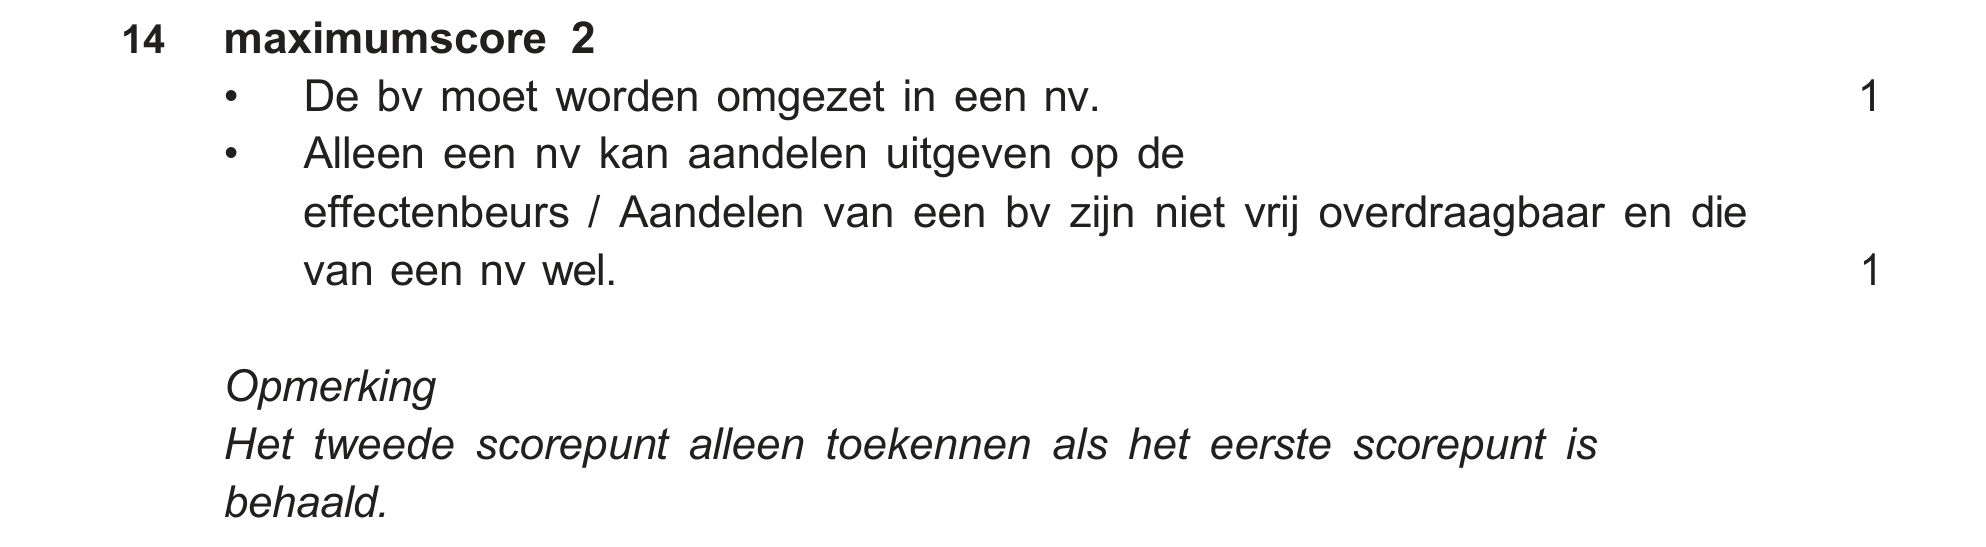 14 maximumscore 2
• De bv moet worden omgezet in een nv. 1
• Alleen een nv kan aandelen uitgeven op de
effectenbeurs / Aandelen van een bv zijn niet vrij overdraagbaar en die
van een nv wel. 1
Opmerking
Het tweede scorepunt alleen toekennen als het eerste scorepunt is
behaald.